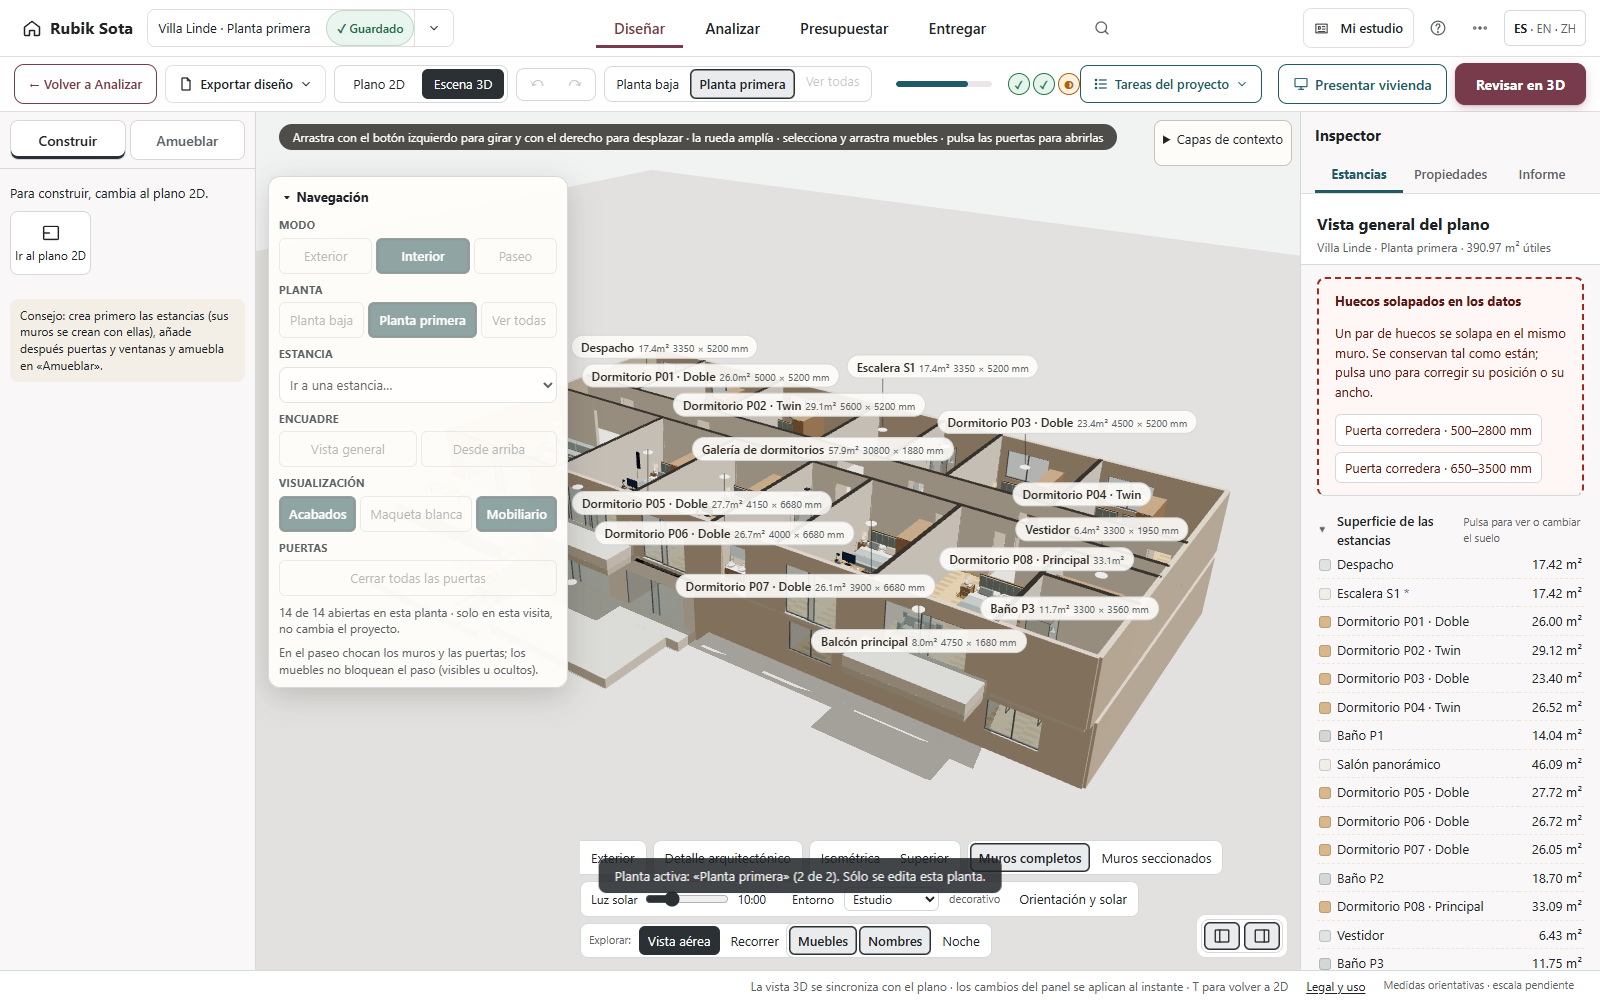 Rubik Sota
Villa Linde · Planta primera
✓ Guardado
Diseñar
Analizar
Presupuestar
Entregar
Mi estudio
ES · EN · ZH
← Volver a Analizar
Exportar diseño
Plano 2D
Escena 3D
Planta baja
Planta primera
Ver todas
Tareas del proyecto
Presentar vivienda
Revisar en 3D
Construir
Amueblar
Para construir, cambia al plano 2D.
Ir al plano 2D
Consejo: crea primero las estancias (sus
muros se crean con ellas), añade
después puertas y ventanas y amuebla
en «Amueblar».
Arrastra con el botón izquierdo para girar y con el derecho para desplazar · la rueda amplía · selecciona y arrastra muebles · pulsa las puertas para abrirlas
Capas de contexto
Navegación
MODO
Exterior
Interior
Paseo
PLANTA
Planta baja
Planta primera
Ver todas
ESTANCIA
Ir a una estancia...
ENCUADRE
Vista general
Desde arriba
VISUALIZACIÓN
Acabados
Maqueta blanca
Mobiliario
PUERTAS
Cerrar todas las puertas
14 de 14 abiertas en esta planta · solo en esta visita,
no cambia el proyecto.
En el paseo chocan los muros y las puertas; los
muebles no bloquean el paso (visibles u ocultos).
Despacho 17.4m² 3350 × 5200 mm
Escalera S1 17.4m² 3350 × 5200 mm
Dormitorio P01 · Doble 26.0m² 5000 × 5200 mm
Dormitorio P02 · Twin 29.1m² 5600 × 5200 mm
Dormitorio P03 · Doble 23.4m² 4500 × 5200 mm
Galería de dormitorios 57.9m² 30800 × 1880 mm
Dormitorio P04 · Twin
Dormitorio P05 · Doble 27.7m² 4150 × 6680 mm
Vestidor 6.4m² 3300 × 1950 mm
Dormitorio P06 · Doble 26.7m² 4000 × 6680 mm
Dormitorio P08 · Principal 33.1m²
Dormitorio P07 · Doble 26.1m² 3900 × 6680 mm
Baño P3 11.7m² 3300 × 3560 mm
Balcón principal 8.0m² 4750 × 1680 mm
Exterior
Detalle arquitectónico
Isométrica
Superior
Muros completos
Muros seccionados
Planta activa: «Planta primera» (2 de 2). Sólo se edita esta planta.
Luz solar
10:00
Entorno
Estudio
decorativo
Orientación y solar
Explorar:
Vista aérea
Recorrer
Muebles
Nombres
Noche
Inspector
Estancias
Propiedades
Informe
Vista general del plano
Villa Linde · Planta primera · 390.97 m² útiles
Huecos solapados en los datos
Un par de huecos se solapa en el mismo
muro. Se conservan tal como están;
pulsa uno para corregir su posición o su
ancho.
Puerta corredera · 500–2800 mm
Puerta corredera · 650–3500 mm
Superficie de las
estancias
Pulsa para ver o cambiar
el suelo
Despacho 17.42 m²
Escalera S1 * 17.42 m²
Dormitorio P01 · Doble 26.00 m²
Dormitorio P02 · Twin 29.12 m²
Dormitorio P03 · Doble 23.40 m²
Dormitorio P04 · Twin 26.52 m²
Baño P1 14.04 m²
Salón panorámico 46.09 m²
Dormitorio P05 · Doble 27.72 m²
Dormitorio P06 · Doble 26.72 m²
Dormitorio P07 · Doble 26.05 m²
Baño P2 18.70 m²
Dormitorio P08 · Principal 33.09 m²
Vestidor 6.43 m²
Baño P3 11.75 m²
La vista 3D se sincroniza con el plano · los cambios del panel se aplican al instante · T para volver a 2D
Legal y uso
Medidas orientativas · escala pendiente